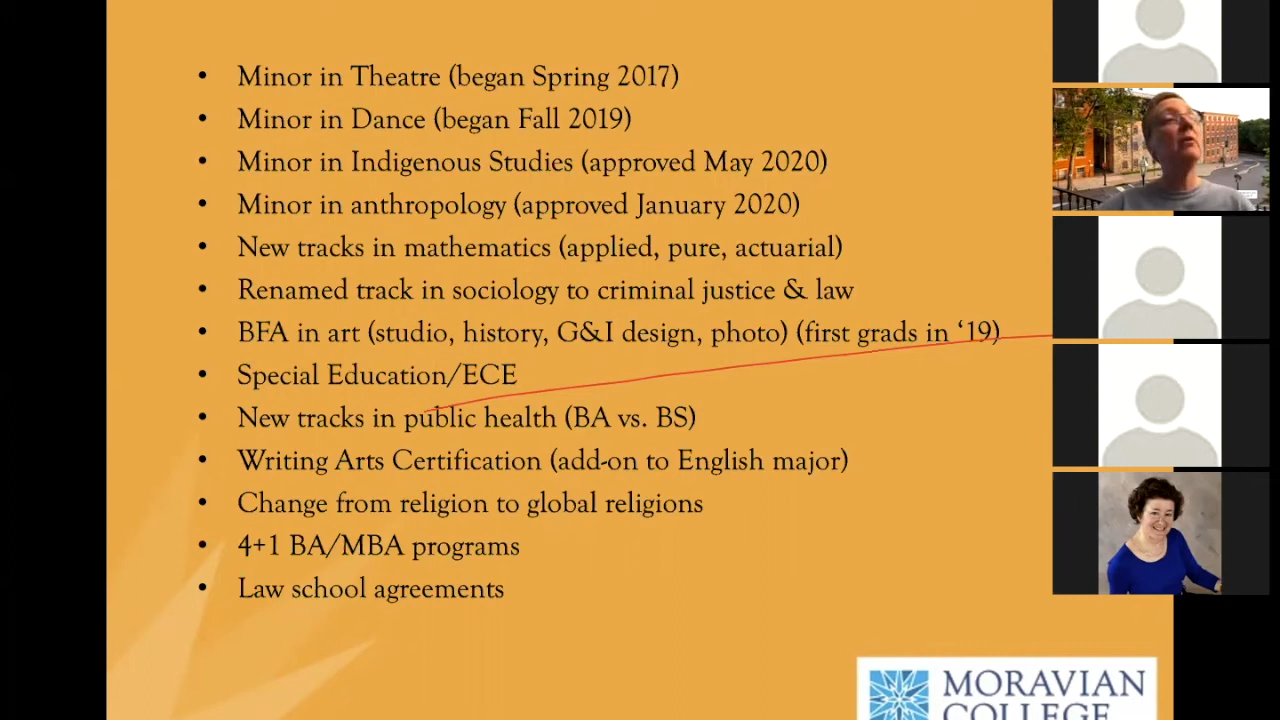 • Minor in Theatre (began Spring 2017)
• Minor in Dance (began Fall 2019)
• Minor in Indigenous Studies (approved May 2020)
• Minor in anthropology (approved January 2020)
• New tracks in mathematics (applied, pure, actuarial)
• Renamed track in sociology to criminal justice & law
• BFA in art (studio, history, G&I design, photo) (first grads in ‘19)
• Special Education/ECE
• New tracks in public health (BA vs. BS)
• Writing Arts Certification (add-on to English major)
• Change from religion to global religions
• 4+1 BA/MBA programs
• Law school agreements
MORAVIAN
COLLEGE